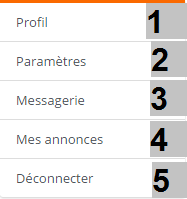 Profil 1
Paramètres 2
Messagerie 3
Mes annonces 4
Déconnecter 5